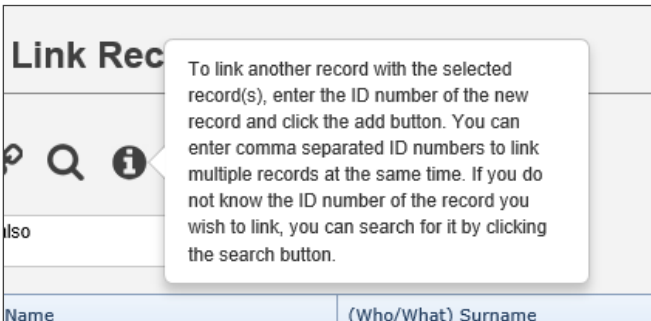 Link Rec
To link another record with the selected
record(s), enter the ID number of the new
record and click the add button. You can
enter comma separated ID numbers to link
multiple records at the same time. If you do
not know the ID number of the record you
wish to link, you can search for it by clicking
the search button.
also
Name
(Who/What) Surname